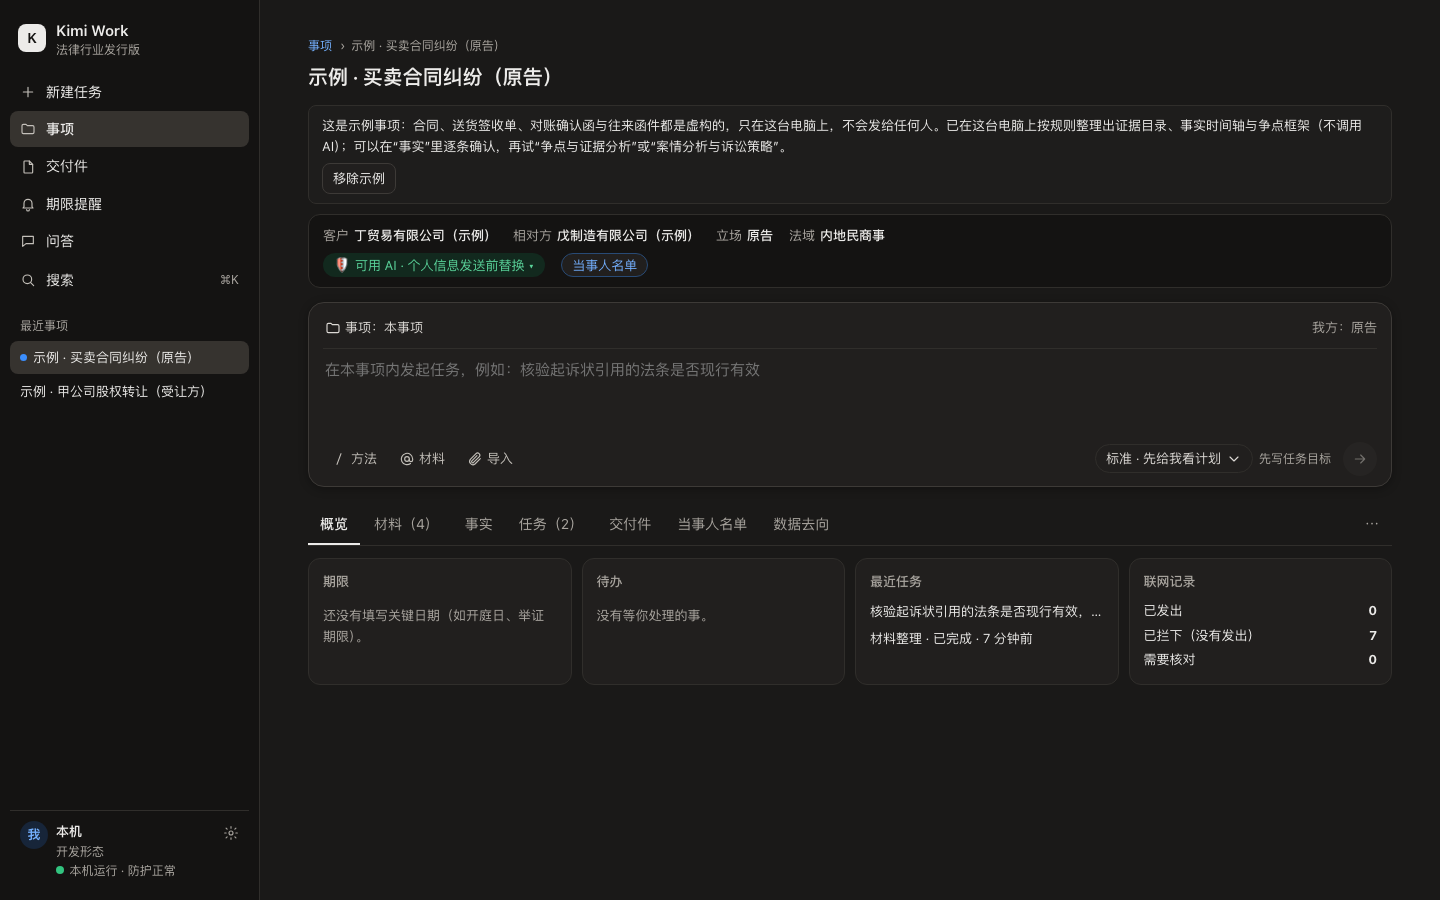 K
Kimi Work
法律行业发行版
新建任务
事项
交付件
期限提醒
问答
搜索 ⌘K
最近事项
示例 · 买卖合同纠纷（原告）
示例 · 甲公司股权转让（受让方）
我
本机
开发形态
本机运行 · 防护正常
事项 › 示例 · 买卖合同纠纷（原告）
示例 · 买卖合同纠纷（原告）
这是示例事项：合同、送货签收单、对账确认函与往来函件都是虚构的，只在这台电脑上，不会发给任何人。已在这台电脑上按规则整理出证据目录、事实时间轴与争点框架（不调用
AI）；可以在“事实”里逐条确认，再试“争点与证据分析”或“案情分析与诉讼策略”。
移除示例
客户 丁贸易有限公司（示例） 相对方 戊制造有限公司（示例） 立场 原告 法域 内地民商事
可用 AI · 个人信息发送前替换 ▾ 当事人名单
事项：本事项 我方：原告
在本事项内发起任务，例如：核验起诉状引用的法条是否现行有效
/ 方法 @ 材料 导入 标准 · 先给我看计划 先写任务目标 →
概览 材料（4） 事实 任务（2） 交付件 当事人名单 数据去向 ···
期限
还没有填写关键日期（如开庭日、举证
期限）。
待办
没有等你处理的事。
最近任务
核验起诉状引用的法条是否现行有效，...
材料整理 · 已完成 · 7 分钟前
联网记录
已发出 0
已拦下（没有发出） 7
需要核对 0